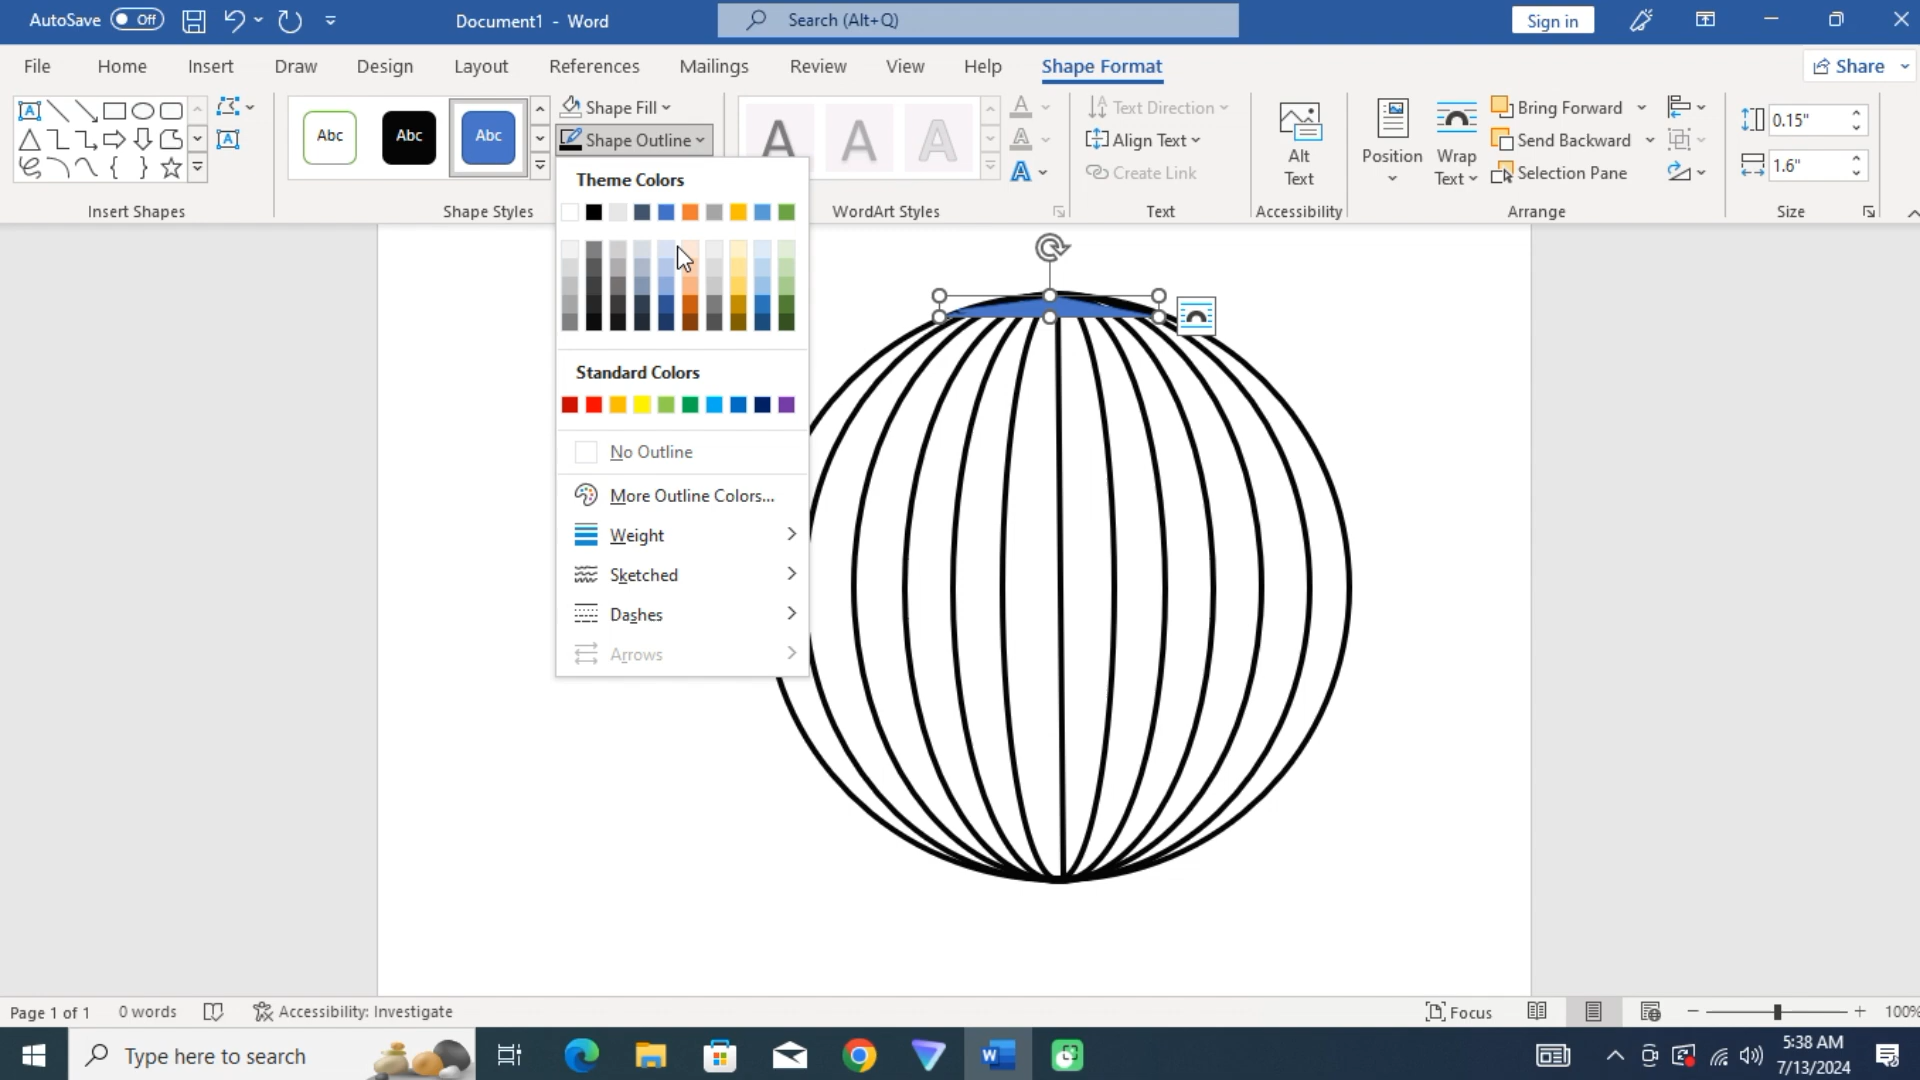 AutoSave Off Document1 - Word Search (Alt+Q) Sign in
File Home Insert Draw Design Layout References Mailings Review View Help Shape Format Share
Abc Abc Abc
Shape Fill
Shape Outline
A A A
A
A
A
Text Direction
Align Text
Create Link
Alt Text
Position
Wrap Text
Bring Forward
Send Backward
Selection Pane
0.15"
1.6"
Insert Shapes Shape Styles WordArt Styles Text Accessibility Arrange Size
Theme Colors
Standard Colors
No Outline
More Outline Colors...
Weight
Sketched
Dashes
Arrows
Page 1 of 1 0 words Accessibility: Investigate Focus 100%
Type here to search
5:38 AM
7/13/2024